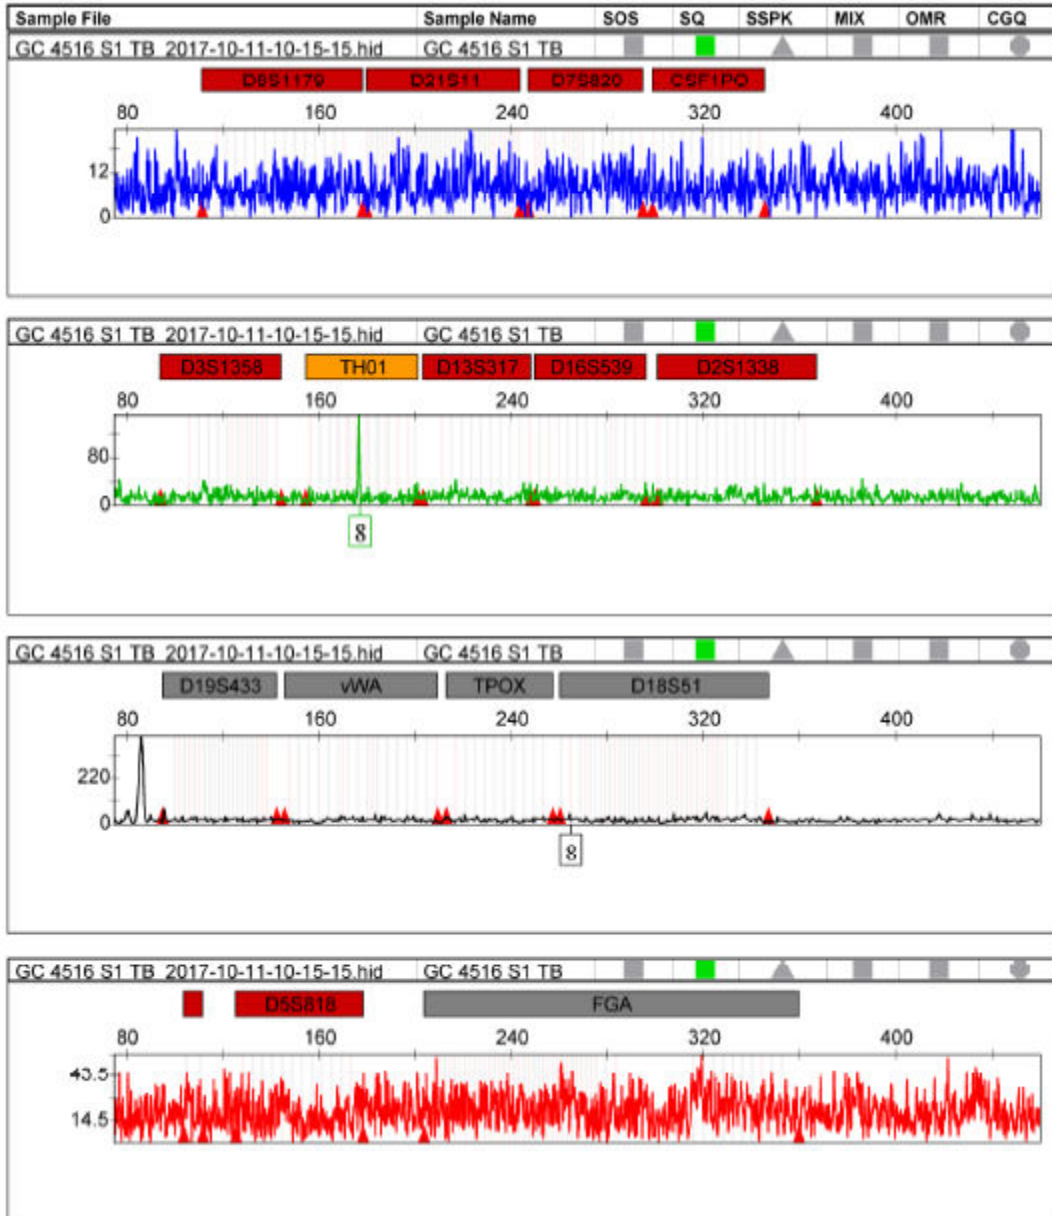 Sample File Sample Name SOS SQ SSPK MIX OMR CGQ
GC 4516 S1 TB 2017-10-11-10-15-15.hid GC 4516 S1 TB
D8S1179 D21S11 D7S820 CSF1PO
80 160 240 320 400
12
0
GC 4516 S1 TB 2017-10-11-10-15-15.hid GC 4516 S1 TB
D3S1358 TH01 D13S317 D16S539 D2S1338
80 160 240 320 400
80
0
8
GC 4516 S1 TB 2017-10-11-10-15-15.hid GC 4516 S1 TB
D19S433 vWA TPOX D18S51
80 160 240 320 400
220
0
8
GC 4516 S1 TB 2017-10-11-10-15-15.hid GC 4516 S1 TB
D5S818 FGA
80 160 240 320 400
43.5
14.5